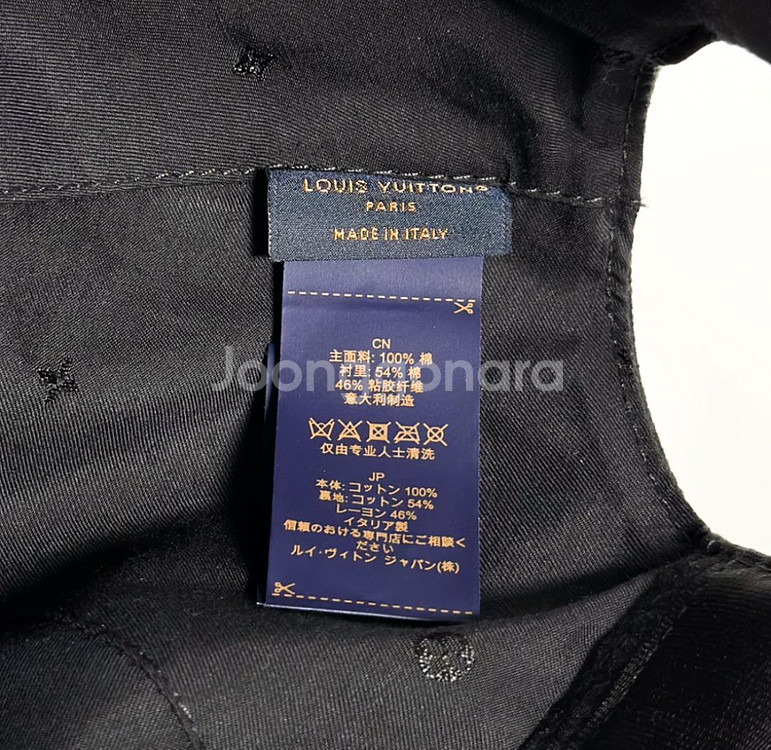 LOUIS VUITTON®
PARIS
MADE IN ITALY
CN
主面料: 100% 棉
衬里: 54% 棉
46% 粘胶纤维
意大利制造
仅由专业人士清洗
JP
本体: コットン 100%
裏地: コットン 54%
レーヨン 46%
イタリア製
信頼のおける専門店にご相談く
ださい
ルイ・ヴィトン ジャパン(株)
Joonggonara